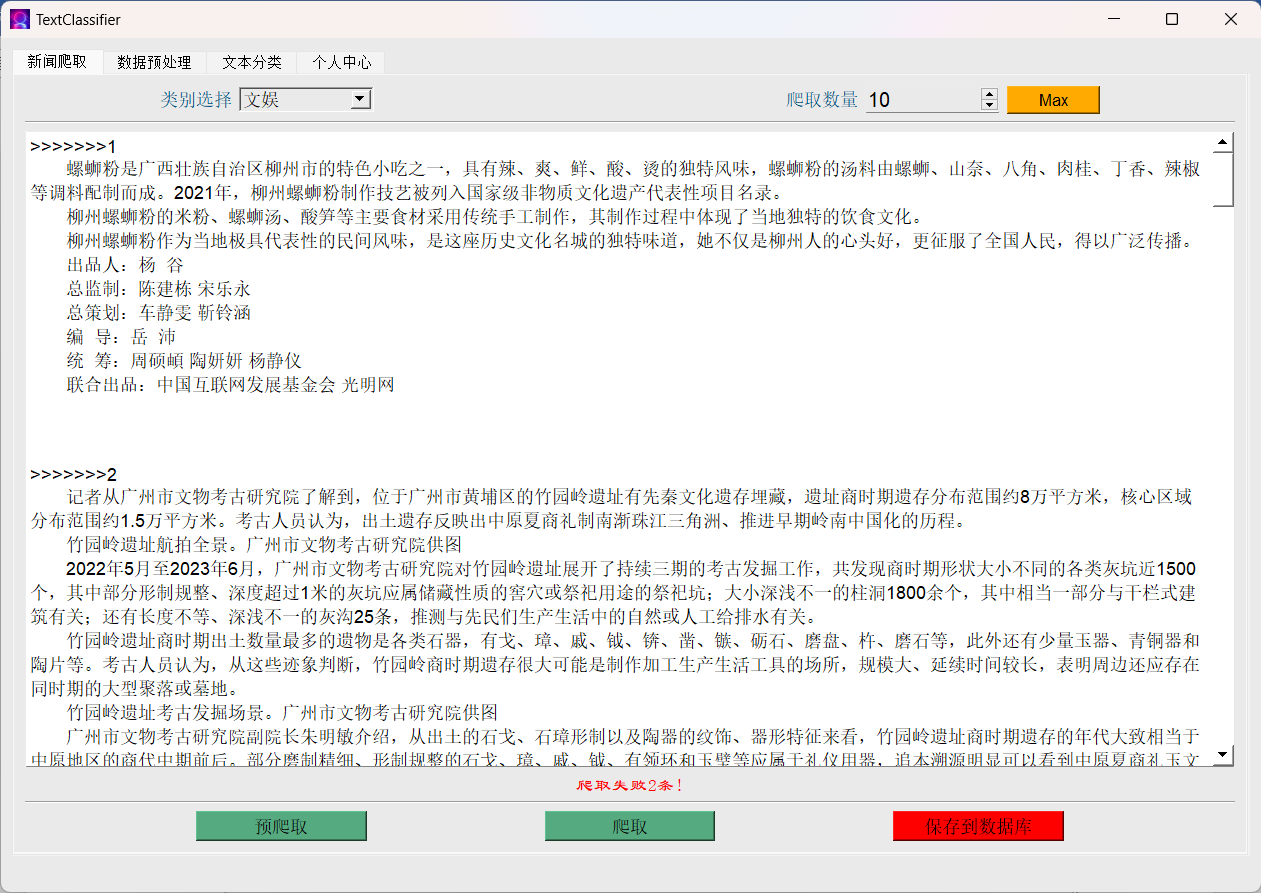 TextClassifier
新闻爬取 数据预处理 文本分类 个人中心
类别选择 文娱 爬取数量 10 Max
>>>>>>>1
螺蛳粉是广西壮族自治区柳州市的特色小吃之一，具有辣、爽、鲜、酸、烫的独特风味，螺蛳粉的汤料由螺蛳、山奈、八角、肉桂、丁香、辣椒
等调料配制而成。2021年，柳州螺蛳粉制作技艺被列入国家级非物质文化遗产代表性项目名录。
柳州螺蛳粉的米粉、螺蛳汤、酸笋等主要食材采用传统手工制作，其制作过程中体现了当地独特的饮食文化。
柳州螺蛳粉作为当地极具代表性的民间风味，是这座历史文化名城的独特味道，她不仅是柳州人的心头好，更征服了全国人民，得以广泛传播。
出品人：杨 谷
总监制：陈建栋 宋乐永
总策划：车静雯 靳铃涵
编 导：岳 沛
统 筹：周硕崸 陶妍妍 杨静仪
联合出品：中国互联网发展基金会 光明网
>>>>>>>2
记者从广州市文物考古研究院了解到，位于广州市黄埔区的竹园岭遗址有先秦文化遗存埋藏，遗址商时期遗存分布范围约8万平方米，核心区域
分布范围约1.5万平方米。考古人员认为，出土遗存反映出中原夏商礼制南渐珠江三角洲、推进早期岭南中国化的历程。
竹园岭遗址航拍全景。广州市文物考古研究院供图
2022年5月至2023年6月，广州市文物考古研究院对竹园岭遗址展开了持续三期的考古发掘工作，共发现商时期形状大小不同的各类灰坑近1500
个，其中部分形制规整、深度超过1米的灰坑应属储藏性质的窖穴或祭祀用途的祭祀坑；大小深浅不一的柱洞1800余个，其中相当一部分与干栏式建
筑有关；还有长度不等、深浅不一的灰沟25条，推测与先民们生产生活中的自然或人工给排水有关。
竹园岭遗址商时期出土数量最多的遗物是各类石器，有戈、璋、戚、钺、锛、凿、镞、砺石、磨盘、杵、磨石等，此外还有少量玉器、青铜器和
陶片等。考古人员认为，从这些迹象判断，竹园岭商时期遗存很大可能是制作加工生产生活工具的场所，规模大、延续时间较长，表明周边还应存在
同时期的大型聚落或墓地。
竹园岭遗址考古发掘场景。广州市文物考古研究院供图
广州市文物考古研究院副院长朱明敏介绍，从出土的石戈、石璋形制以及陶器的纹饰、器形特征来看，竹园岭遗址商时期遗存的年代大致相当于
中原地区的商代中期前后。部分磨制精细、形制规整的石戈、璋、戚、钺、有领环和玉璧等应属于礼仪用器，追本溯源明显可以看到中原夏商礼玉文
爬取失败2条！
预爬取 爬取 保存到数据库